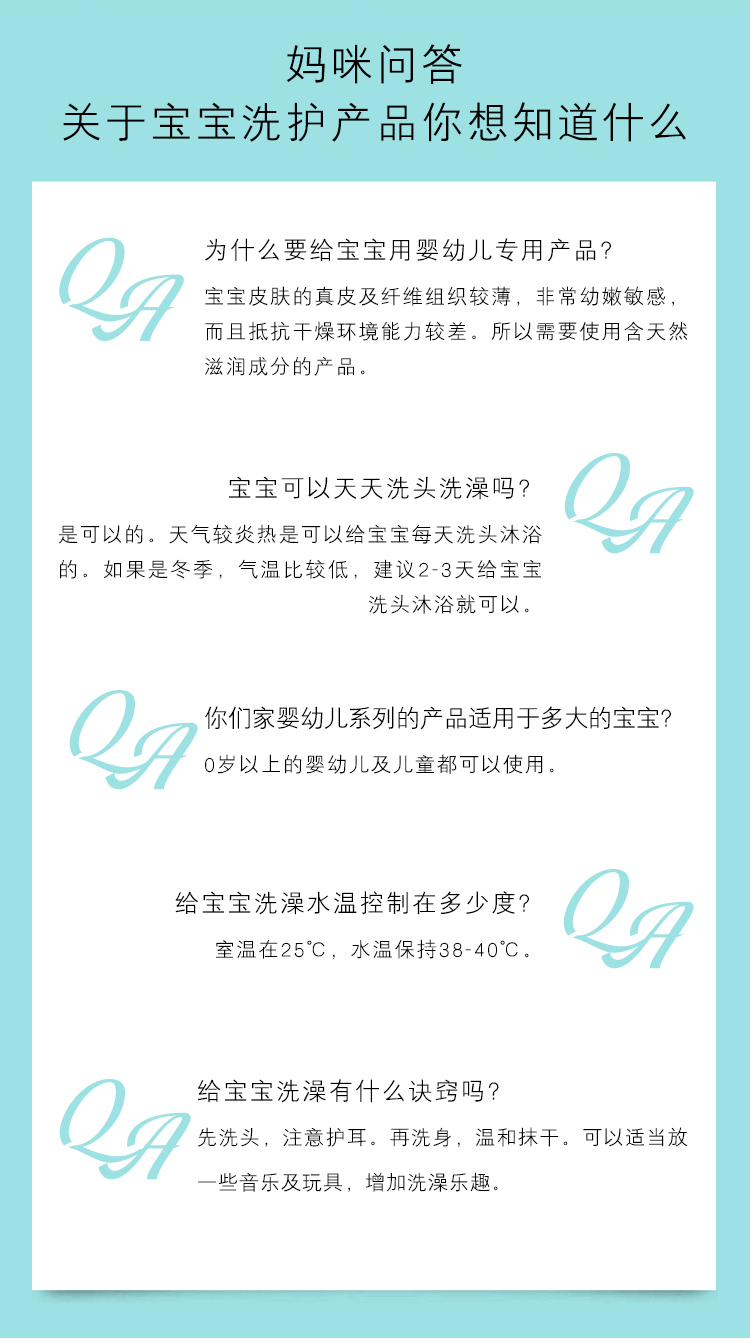 妈咪问答
关于宝宝洗护产品你想知道什么
QA
为什么要给宝宝用婴幼儿专用产品?
宝宝皮肤的真皮及纤维组织较薄，非常幼嫩敏感，
而且抵抗干燥环境能力较差。所以需要使用含天然
滋润成分的产品。
QA
宝宝可以天天洗头洗澡吗?
是可以的。天气较炎热是可以给宝宝每天洗头沐浴
的。如果是冬季，气温比较低，建议2-3天给宝宝
洗头沐浴就可以。
QA
你们家婴幼儿系列的产品适用于多大的宝宝?
0岁以上的婴幼儿及儿童都可以使用。
QA
给宝宝洗澡水温控制在多少度?
室温在25℃，水温保持38-40℃。
QA
给宝宝洗澡有什么诀窍吗?
先洗头，注意护耳。再洗身，温和抹干。可以适当放
一些音乐及玩具，增加洗澡乐趣。